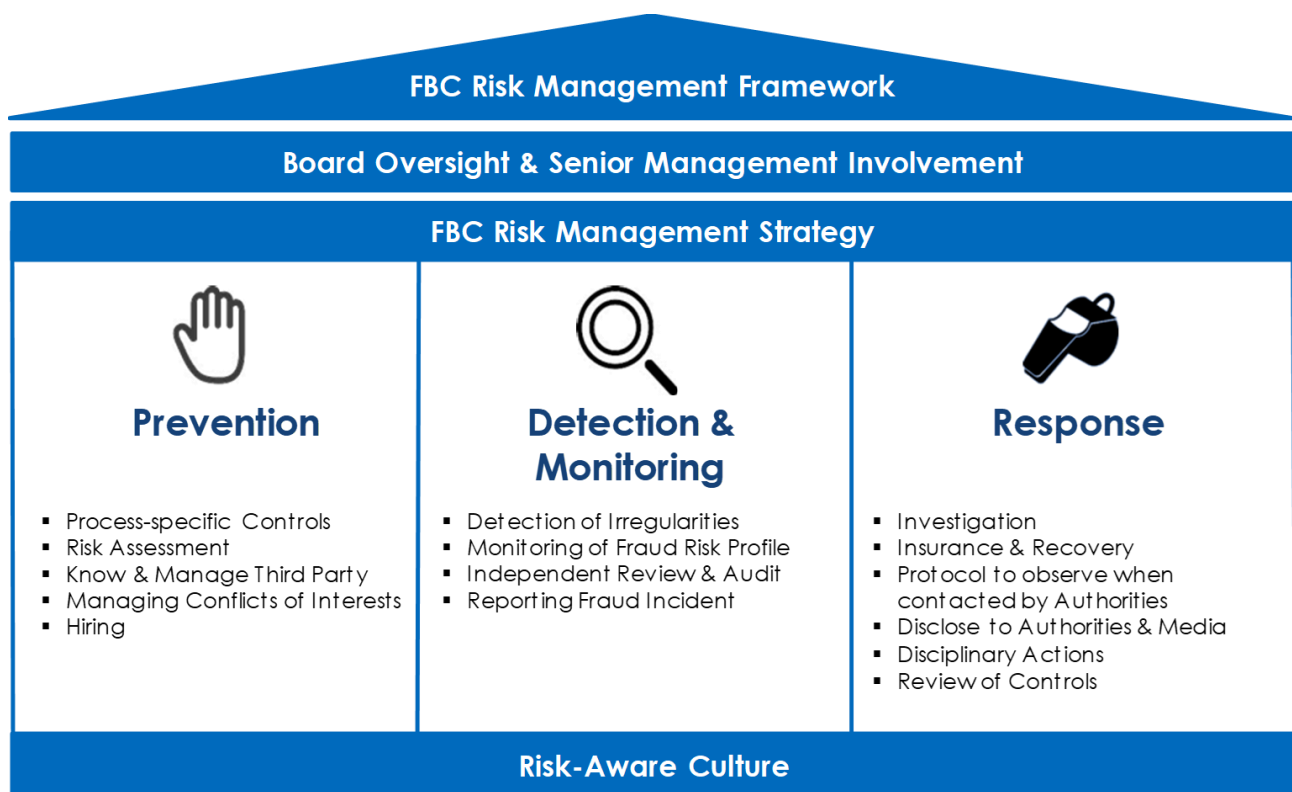 FBC Risk Management Framework
Board Oversight & Senior Management Involvement
FBC Risk Management Strategy
Prevention
▪ Process-specific Controls
▪ Risk Assessment
▪ Know & Manage Third Party
▪ Managing Conflicts of Interests
▪ Hiring
Detection &
Monitoring
▪ Detection of Irregularities
▪ Monitoring of Fraud Risk Profile
▪ Independent Review & Audit
▪ Reporting Fraud Incident
Response
▪ Investigation
▪ Insurance & Recovery
▪ Protocol to observe when
contacted by Authorities
▪ Disclose to Authorities & Media
▪ Disciplinary Actions
▪ Review of Controls
Risk-Aware Culture